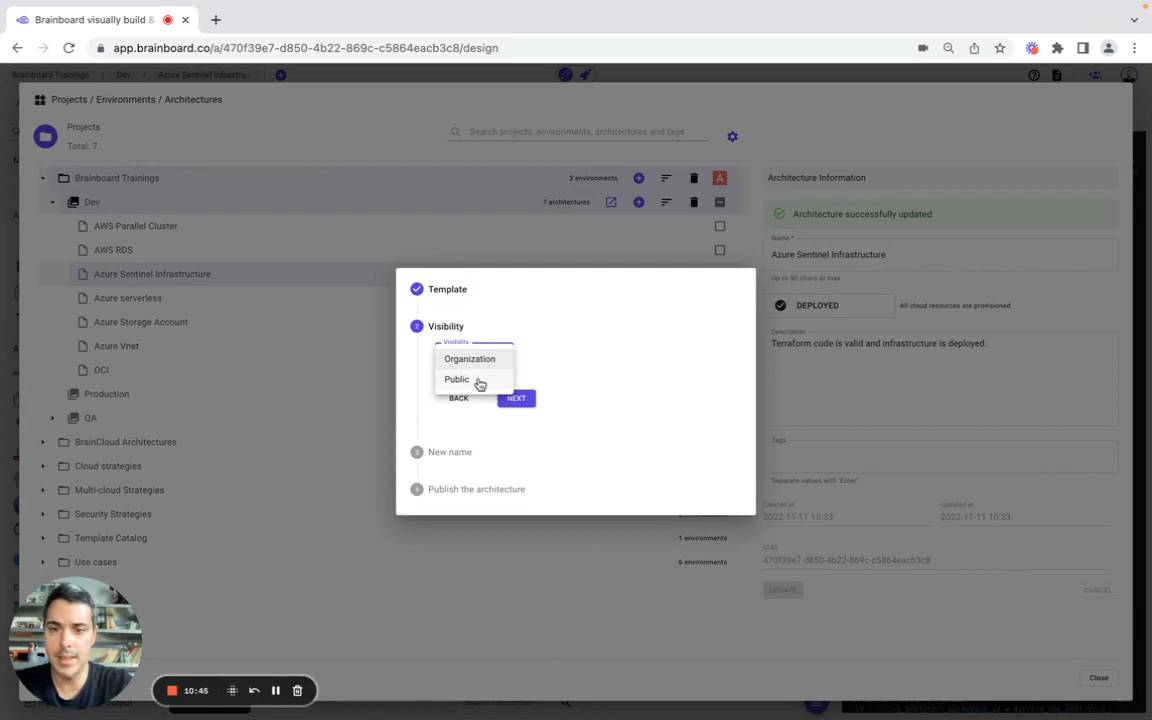 Brainboard visually build &
app.brainboard.co/a/470f39e7-d850-4b22-869c-c5864eacb3c8/design
Brainboard Trainings / Dev / Azure Sentinel Infrastru...
Projects / Environments / Architectures
Projects
Total: 7
Search projects, environments, architectures and tags
Brainboard Trainings
3 environments
A
Dev
7 architectures
AWS Parallel Cluster
AWS RDS
Azure Sentinel Infrastructure
Azure serverless
Azure Storage Account
Azure Vnet
OCI
Production
QA
BrainCloud Architectures
Cloud strategies
Multi-cloud Strategies
Security Strategies
Template Catalog
1 environments
Use cases
6 environments
Architecture Information
Architecture successfully updated
Name *
Azure Sentinel Infrastructure
Up to 50 chars at max
DEPLOYED
All cloud resources are provisioned
Description
Terraform code is valid and infrastructure is deployed.
Tags
Separate values with 'Enter'
Created at
2022-11-11 10:33
Updated at
2022-11-11 10:33
UUID
470f39e7-d850-4b22-869c-c5864eacb3c8
UPDATE
CANCEL
Close
Template
2 Visibility
Visibility
Organization
Public
BACK
NEXT
3 New name
4 Publish the architecture
10:45